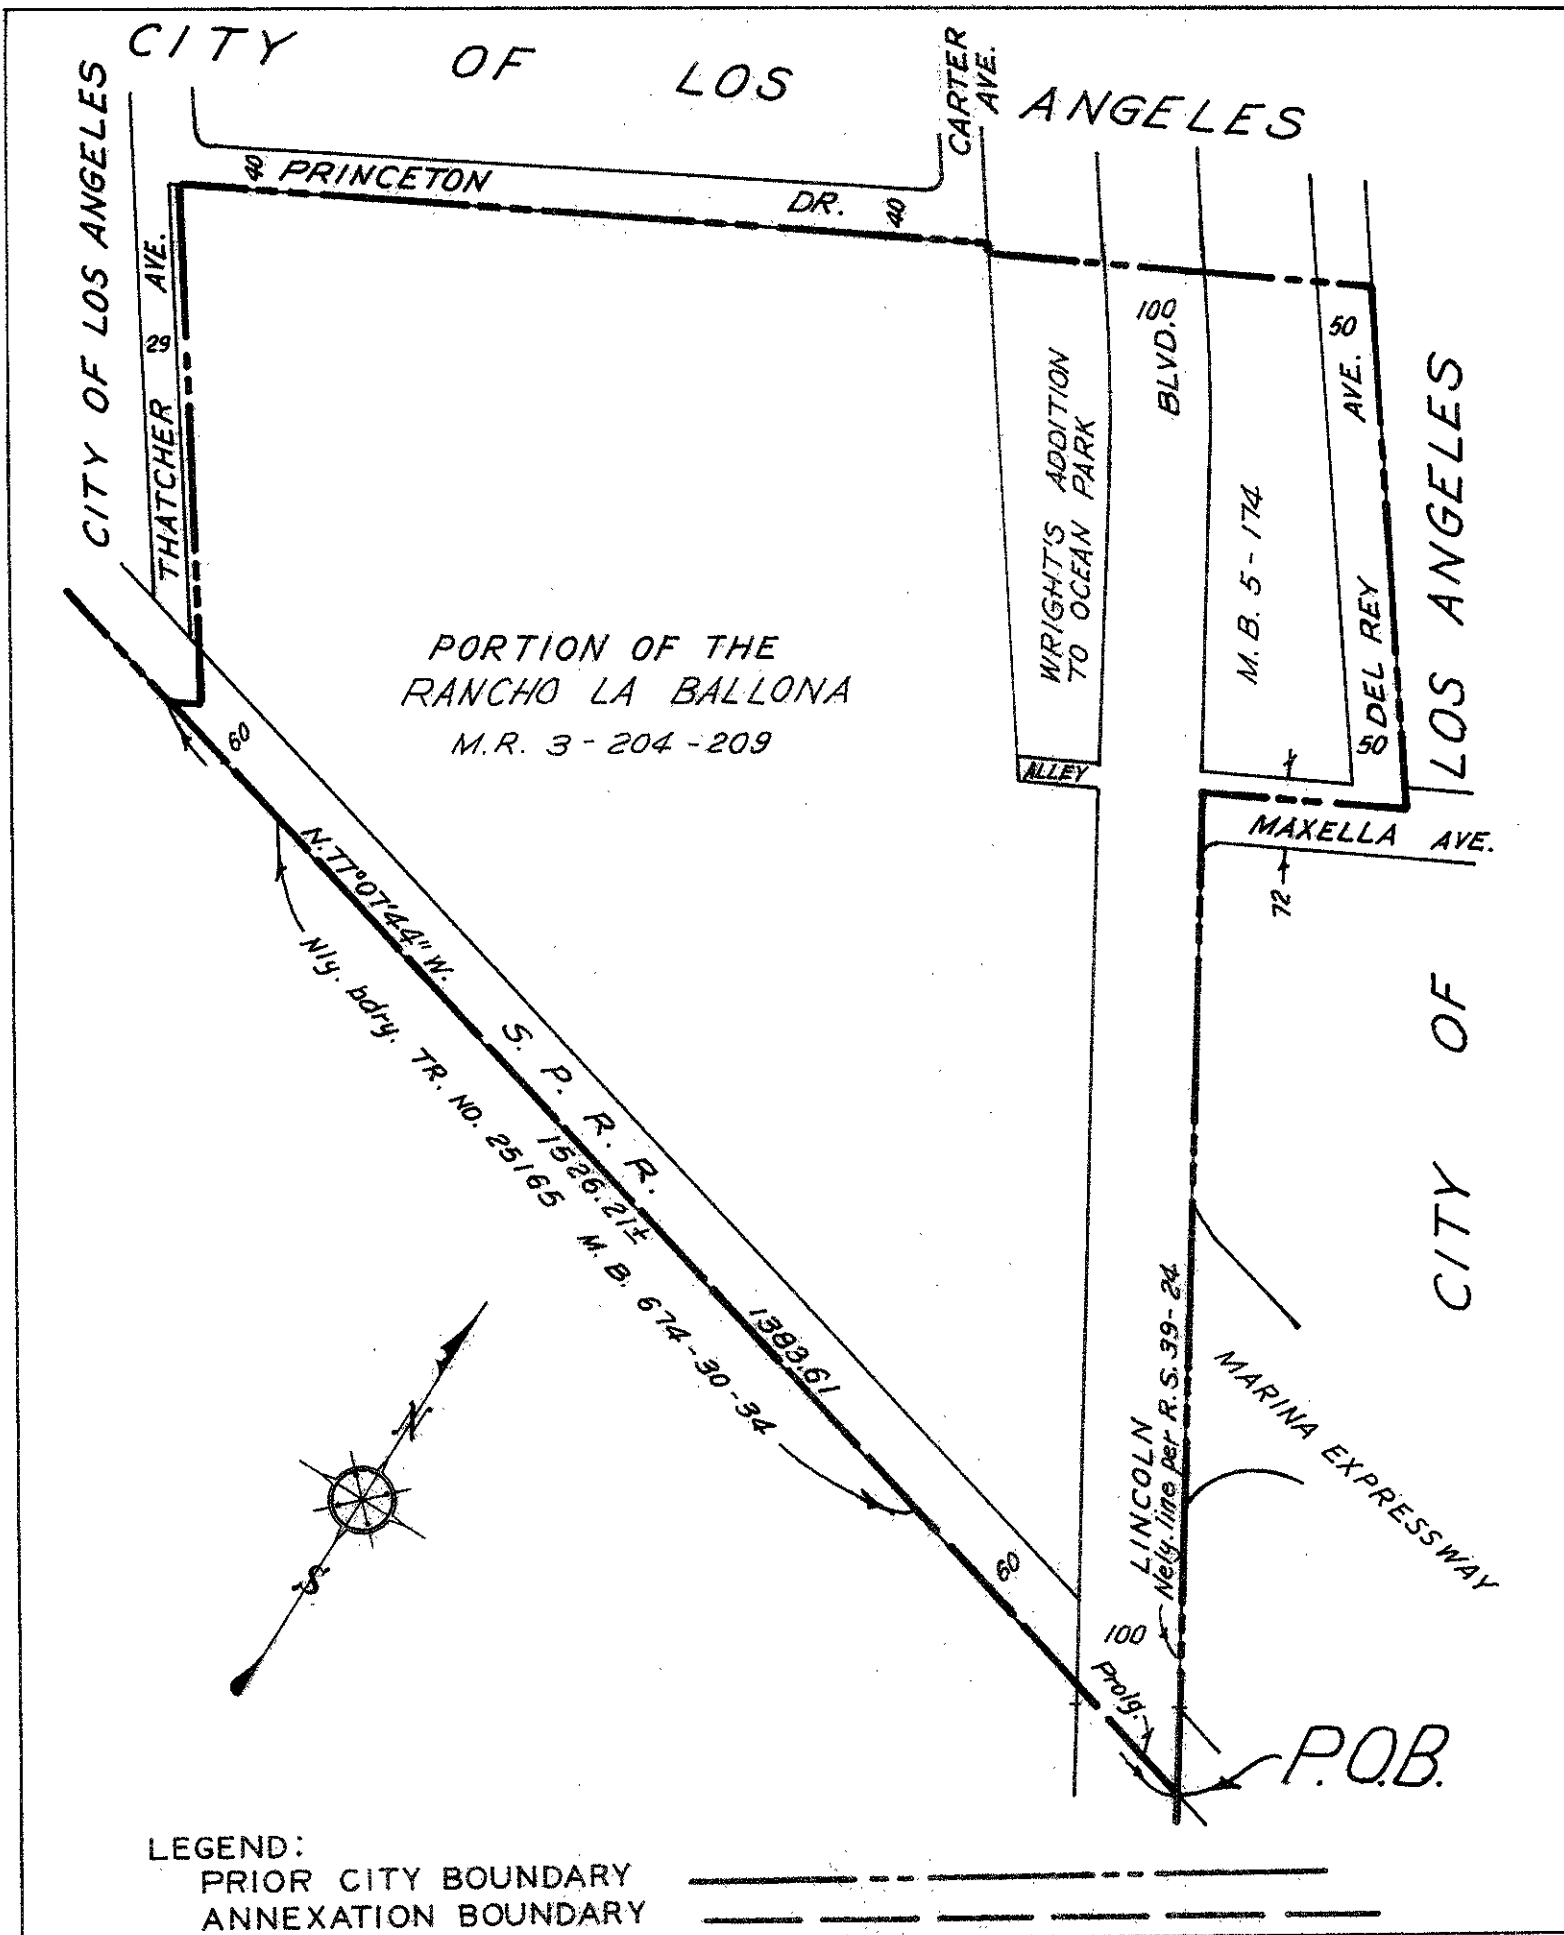 CITY OF LOS ANGELES
CITY OF LOS ANGELES
CARTER
AVE.
40 PRINCETON DR. 40
THATCHER 29 AVE.
100
BLVD.
50
AVE.
WRIGHT'S ADDITION
TO OCEAN PARK
M.B. 5-174
DEL REY
50
CITY OF LOS ANGELES
PORTION OF THE
RANCHO LA BALLONA
M.R. 3-204-209
60
ALLEY
MAXELLA AVE.
72
N.77°07'44"W.
S. P. R. R.
Nly. bdry. TR. NO. 25165 M. B. 674-30-34
1526.21±
1383.61
N
S
60
LINCOLN
Nely. line per R.S. 39-24
MARINA EXPRESSWAY
100
Prolg.
P.O.B.
LEGEND:
PRIOR CITY BOUNDARY
ANNEXATION BOUNDARY